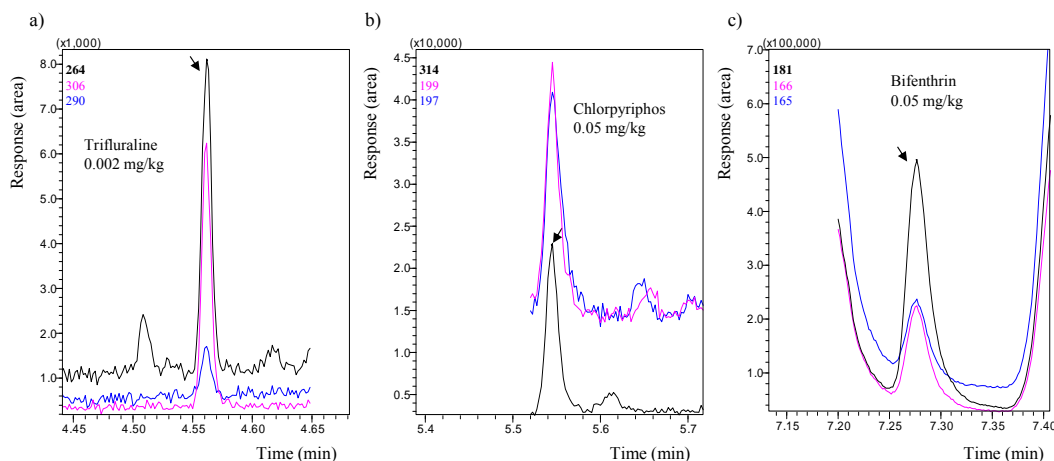 a)
(x1,000)
264
306
290
Trifluraline
0.002 mg/kg
Response (area)
8.0
7.0
6.0
5.0
4.0
3.0
2.0
1.0
4.45
4.50
4.55
4.60
4.65
Time (min)
b)
(x10,000)
314
199
197
Chlorpyriphos
0.05 mg/kg
Response (area)
4.5
4.0
3.5
3.0
2.5
2.0
1.5
1.0
0.5
5.4
5.5
5.6
5.7
Time (min)
c)
7.0
(x100,000)
181
166
165
Bifenthrin
0.05 mg/kg
Response (area)
6.0
5.0
4.0
3.0
2.0
1.0
7.15
7.20
7.25
7.30
7.35
7.40
Time (min)